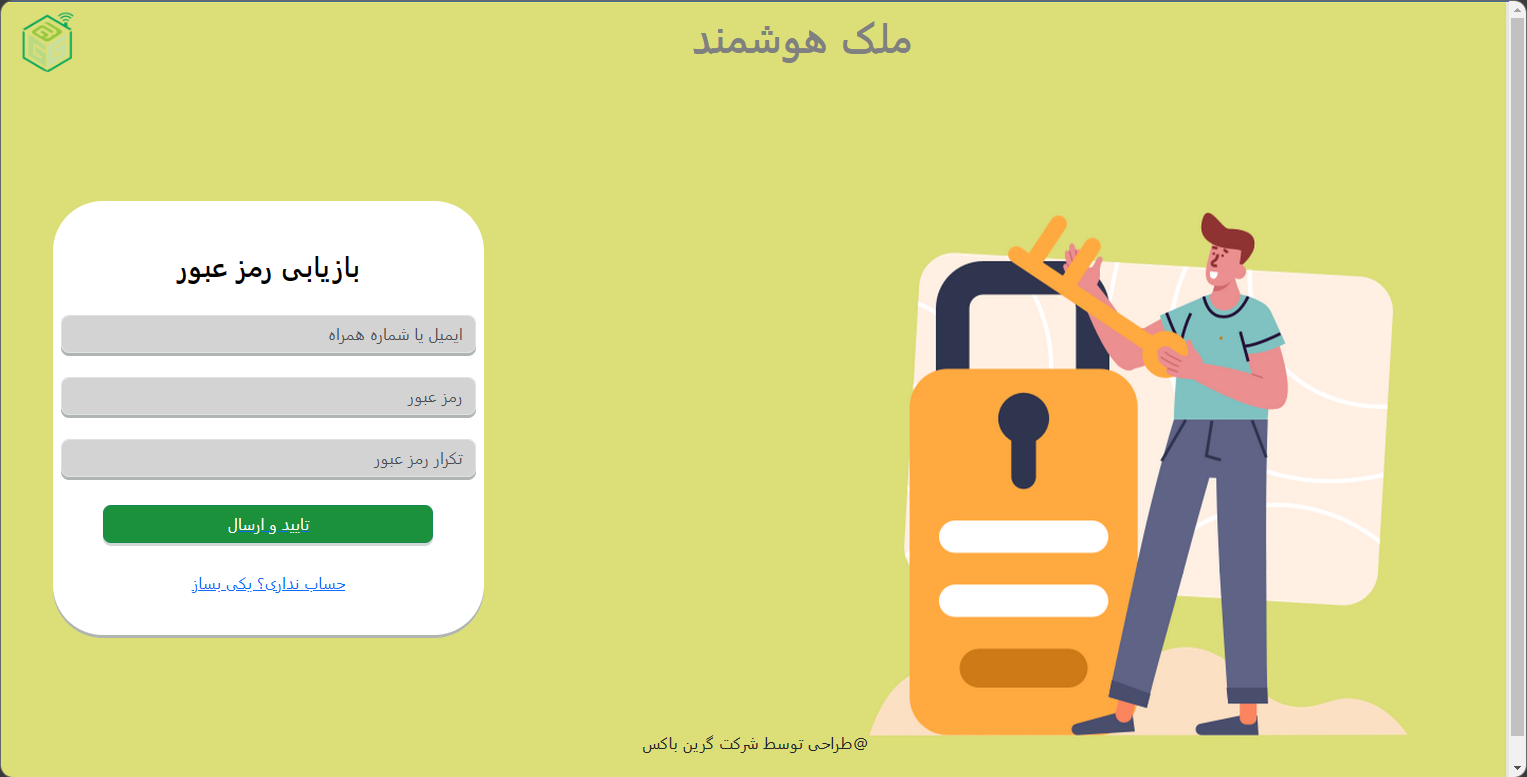 ملک هوشمند
بازیابی رمز عبور
ایمیل یا شماره همراه
رمز عبور
تکرار رمز عبور
تایید و ارسال
حساب نداری؟ یکی بساز
@طراحی توسط شرکت گرین باکس